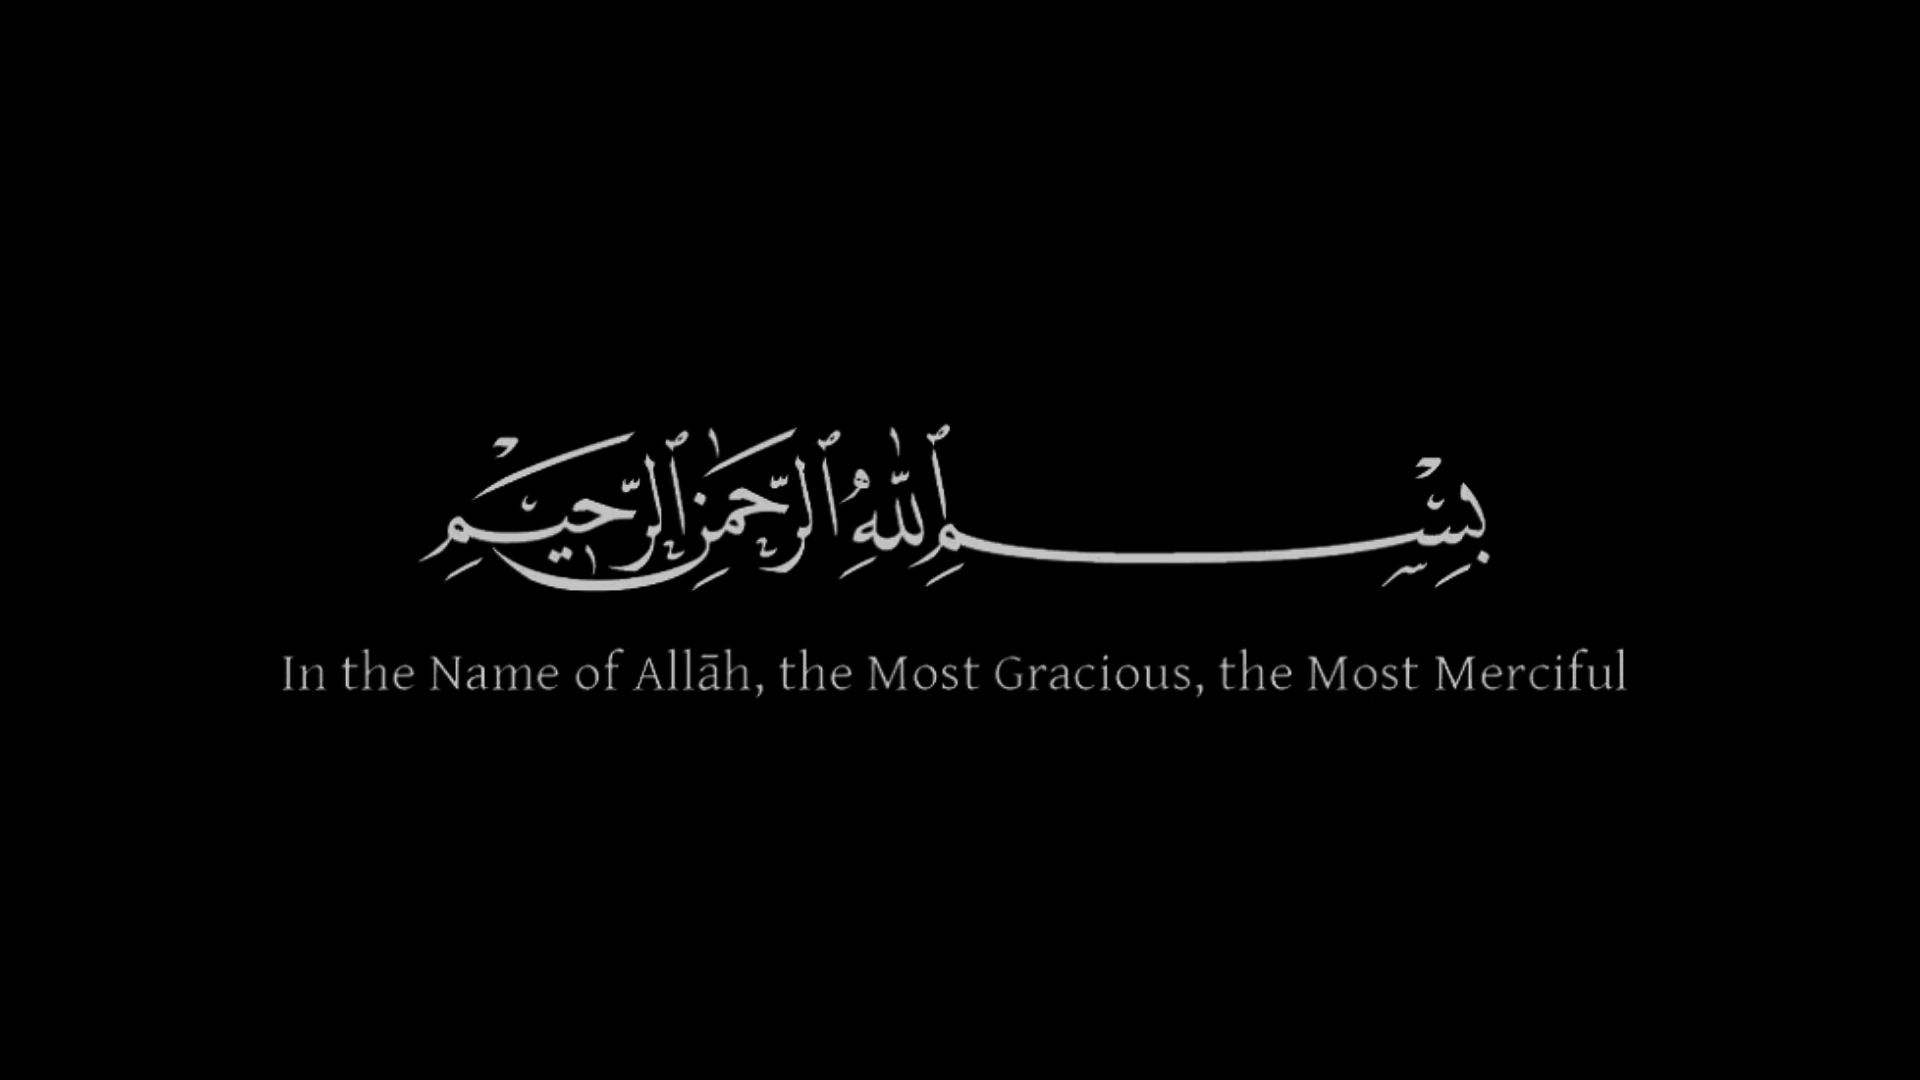 بِسْمِ ٱللَّهِ ٱلرَّحْمَٰنِ ٱلرَّحِيمِ
In the Name of Allāh, the Most Gracious, the Most Merciful